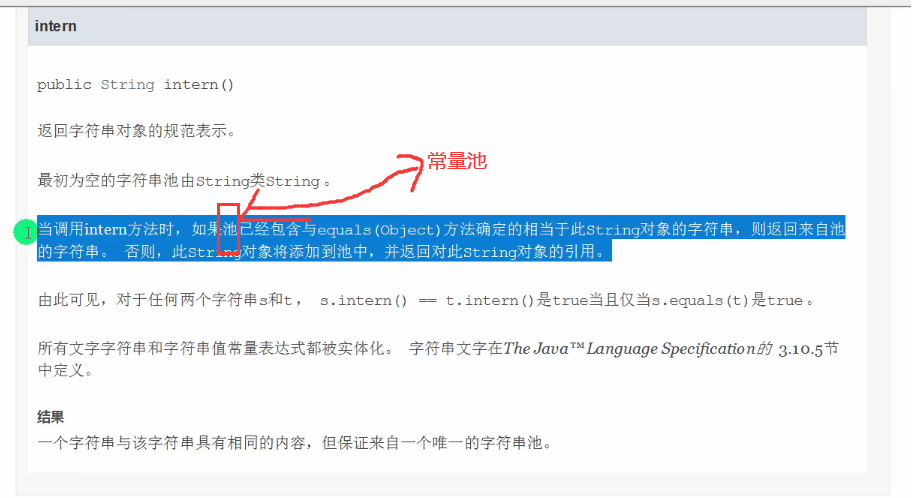 intern
public String intern()
返回字符串对象的规范表示。
常量池
最初为空的字符串池由String类String 。
当调用intern方法时，如果池已经包含与equals(Object)方法确定的相当于此String对象的字符串，则返回来自池
的字符串。 否则，此String对象将添加到池中，并返回对此String对象的引用。
由此可见，对于任何两个字符串s和t ， s.intern() == t.intern()是true当且仅当s.equals(t)是true 。
所有文字字符串和字符串值常量表达式都被实体化。 字符串文字在The Java™ Language Specification的 3.10.5节
中定义。
结果
一个字符串与该字符串具有相同的内容，但保证来自一个唯一的字符串池。